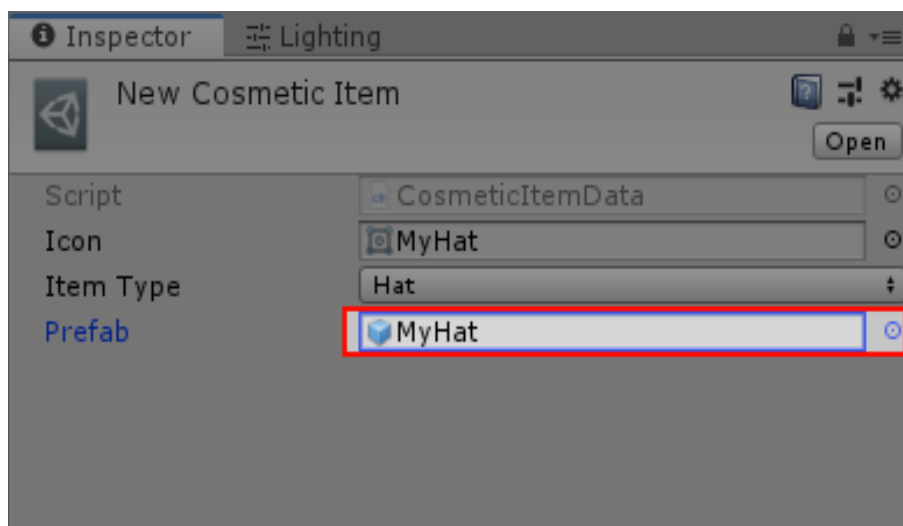 Inspector Lighting
New Cosmetic Item
Open
Script CosmeticItemData
Icon MyHat
Item Type Hat
Prefab MyHat